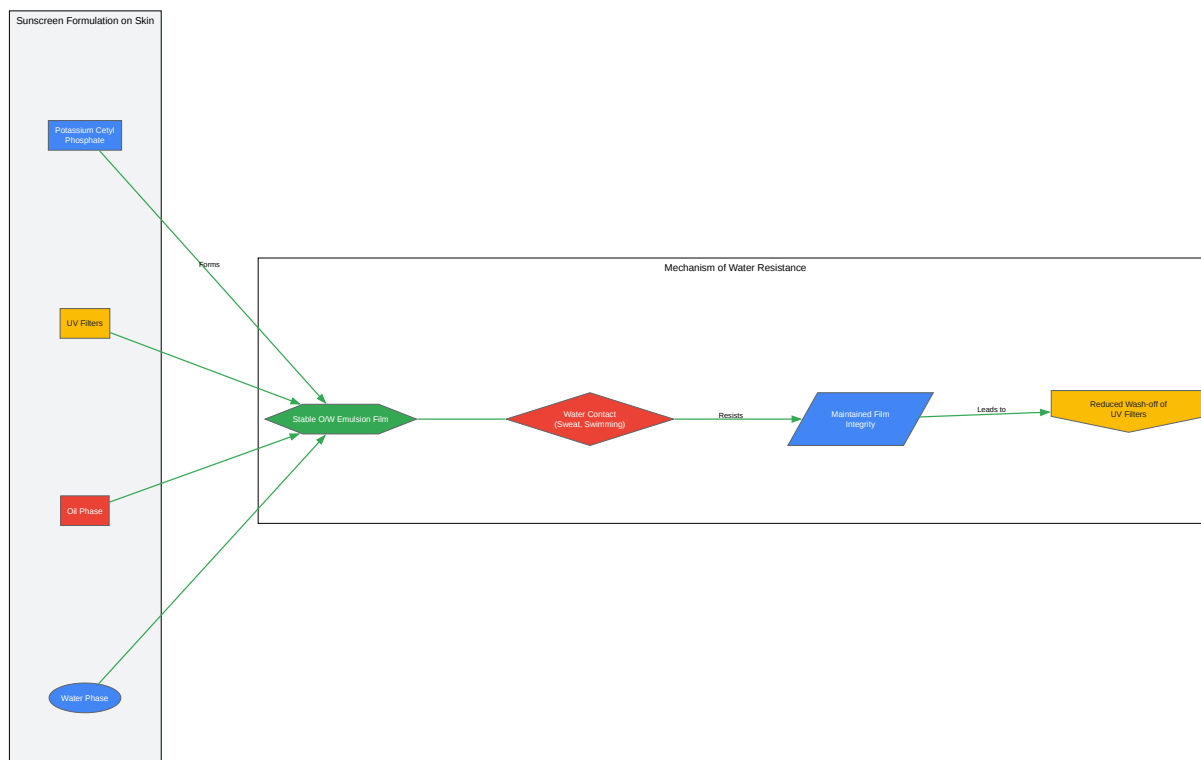 Sunscreen Formulation on Skin
Potassium Cetyl
Phosphate
Forms
UV Filters
Oil Phase
Water Phase
Mechanism of Water Resistance
Stable O/W Emulsion Film
Water Contact
(Sweat, Swimming)
Resists
Maintained Film
Integrity
Leads to
Reduced Wash-off of
UV Filters